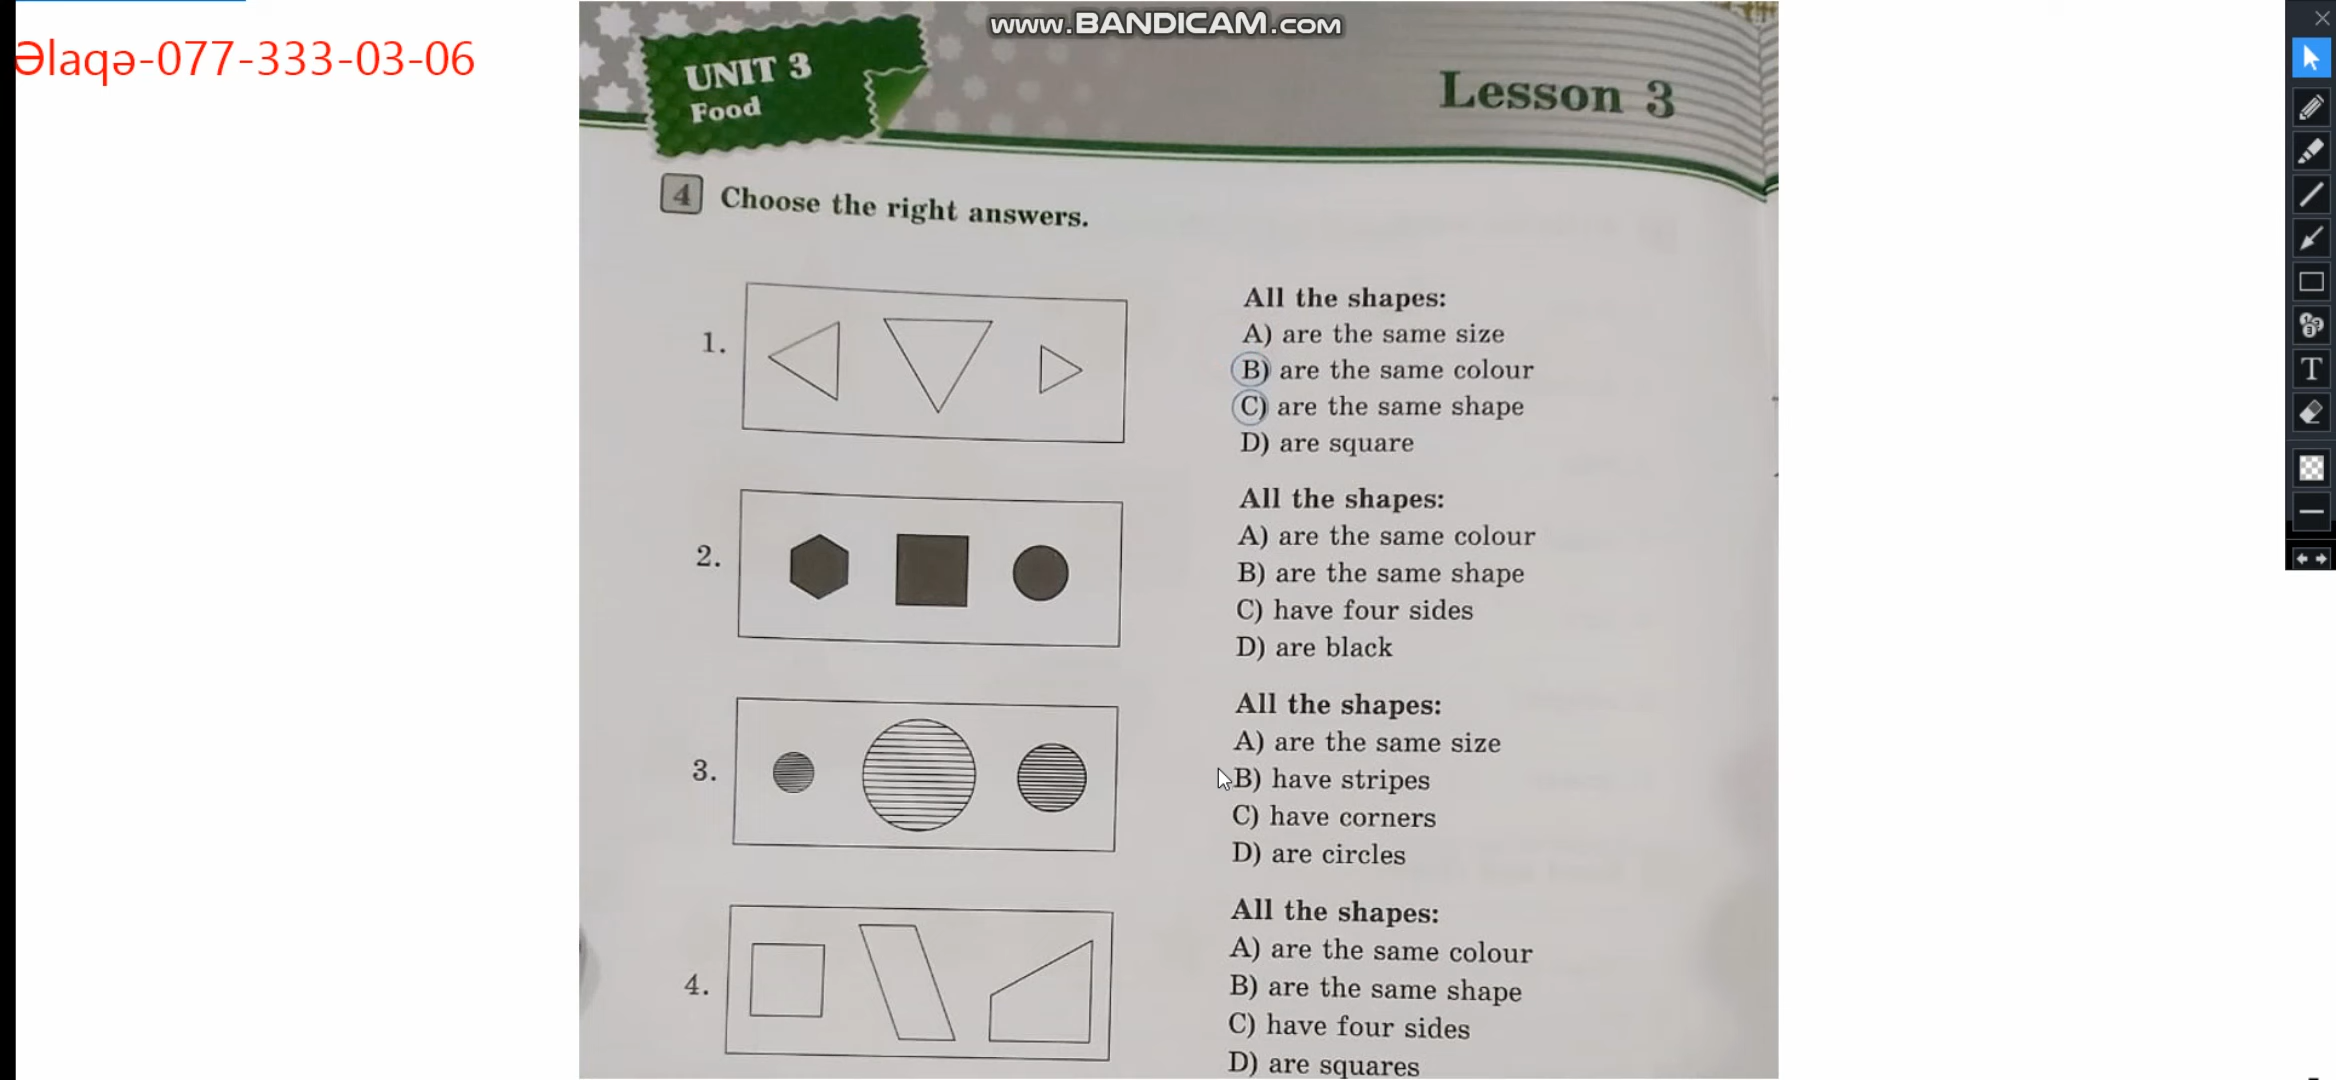 www.BANDICAM.com
Əlaqə-077-333-03-06
UNIT 3
Food
Lesson 3
4 Choose the right answers.
1.
All the shapes:
A) are the same size
B) are the same colour
C) are the same shape
D) are square
2.
All the shapes:
A) are the same colour
B) are the same shape
C) have four sides
D) are black
3.
All the shapes:
A) are the same size
B) have stripes
C) have corners
D) are circles
4.
All the shapes:
A) are the same colour
B) are the same shape
C) have four sides
D) are squares
T